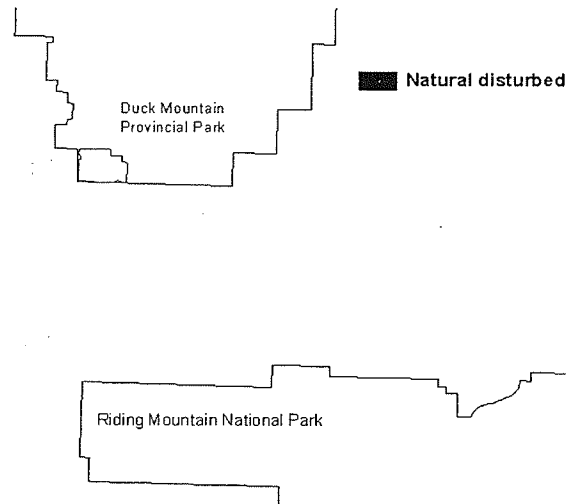 Natural disturbed
Duck Mountain
Provincial Park
Riding Mountain National Park